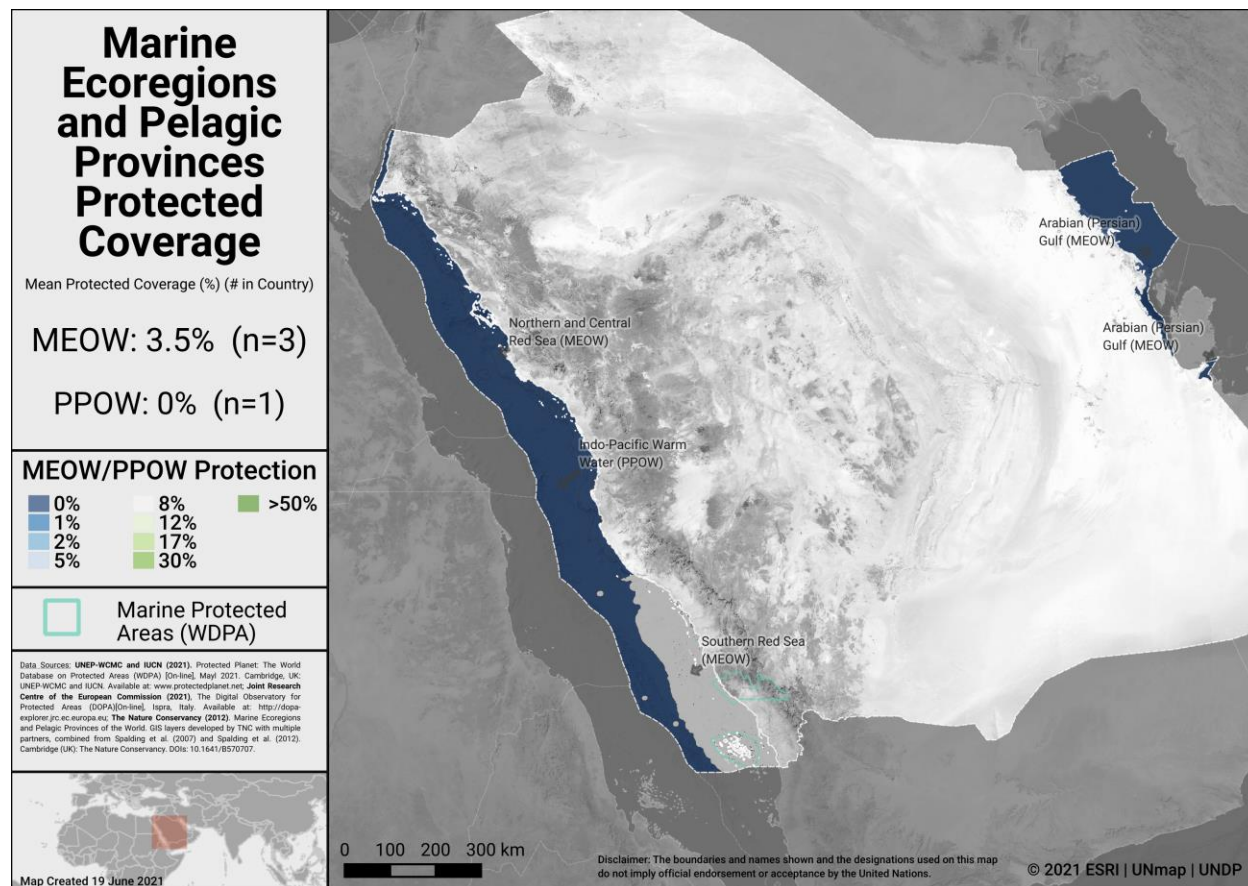 Marine
Ecoregions
and Pelagic
Provinces
Protected
Coverage
Mean Protected Coverage (%) (# in Country)
MEOW: 3.5% (n=3)
PPOW: 0% (n=1)
MEOW/PPOW Protection
0%
1%
2%
5%
8%
12%
17%
30%
>50%
Marine Protected
Areas (WDPA)
Data Sources: UNEP-WCMC and IUCN (2021). Protected Planet: The World
Database on Protected Areas (WDPA) [On-line], Mayl 2021. Cambridge, UK:
UNEP-WCMC and IUCN. Available at: www.protectedplanet.net; Joint Research
Centre of the European Commission (2021), The Digital Observatory for
Protected Areas (DOPA)[On-line], Ispra, Italy. Available at: http://dopa-
explorer.jrc.ec.europa.eu; The Nature Conservancy (2012). Marine Ecoregions
and Pelagic Provinces of the World. GIS layers developed by TNC with multiple
partners, combined from Spalding et al. (2007) and Spalding et al. (2012).
Cambridge (UK): The Nature Conservancy. DOIs: 10.1641/B570707.
Map Created 19 June 2021
Arabian (Persian)
Gulf (MEOW)
Northern and Central
Red Sea (MEOW)
Arabian (Persian)
Gulf (MEOW)
Indo-Pacific Warm
Water (PPOW)
Southern Red Sea
(MEOW)
0 100 200 300 km
Disclaimer: The boundaries and names shown and the designations used on this map
do not imply official endorsement or acceptance by the United Nations.
© 2021 ESRI | UNmap | UNDP